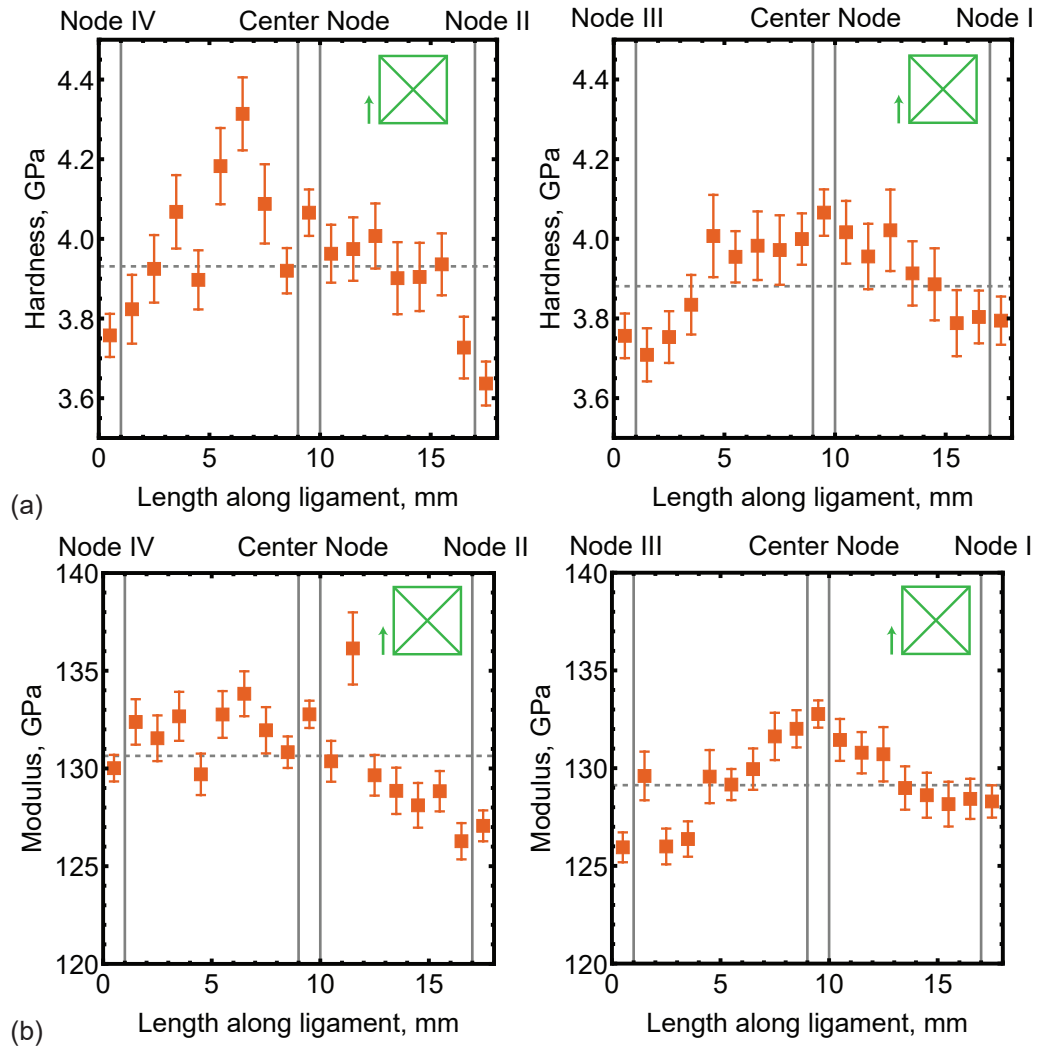 Node IV Center Node Node II
4.4
4.2
4.0
3.8
3.6
Hardness, GPa
0 5 10 15
Length along ligament, mm
Node III Center Node Node I
4.4
4.2
4.0
3.8
3.6
Hardness, GPa
0 5 10 15
Length along ligament, mm
(a)
Node IV Center Node Node II
140
135
130
125
120
Modulus, GPa
0 5 10 15
Length along ligament, mm
Node III Center Node Node I
140
135
130
125
120
Modulus, GPa
0 5 10 15
Length along ligament, mm
(b)